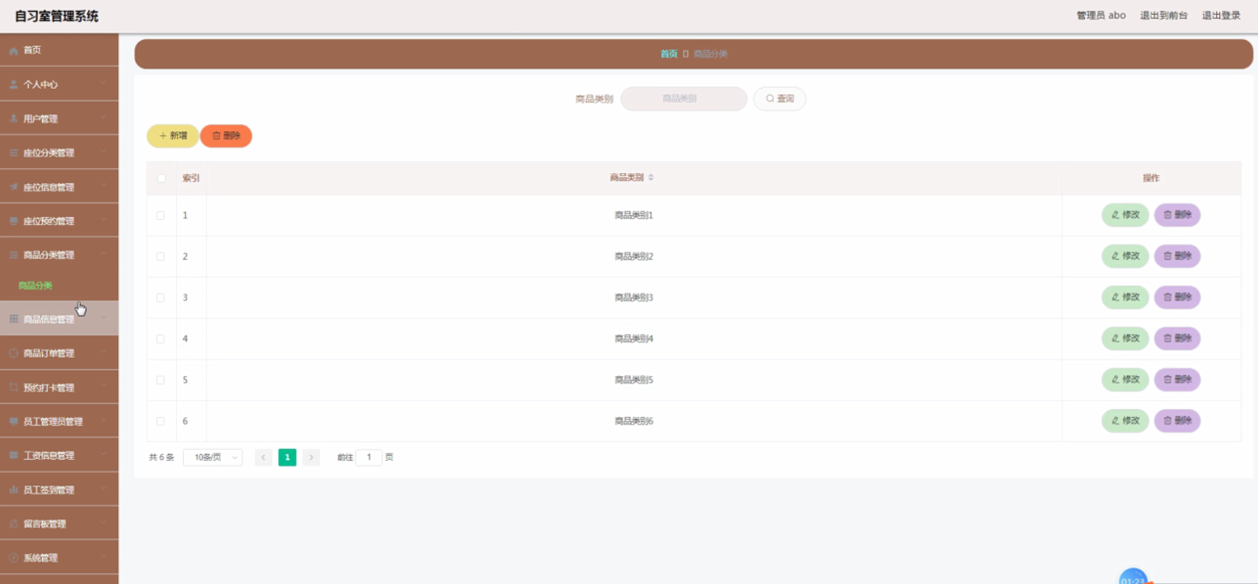 自习室管理系统
管理员 abo 退出到前台 退出登录
首页
个人中心
用户管理
座位分类管理
座位信息管理
座位预约管理
商品分类管理
商品分类
商品信息管理
商品订单管理
预约打卡管理
员工管理员管理
工资信息管理
员工签到管理
留言板管理
系统管理
首页 商品分类
商品类别 商品类别 查询
+ 新增 删除
索引 商品类别 操作
1 商品类别1 修改 删除
2 商品类别2 修改 删除
3 商品类别3 修改 删除
4 商品类别4 修改 删除
5 商品类别5 修改 删除
6 商品类别6 修改 删除
共 6 条 10条/页 1 前往 1 页
01:23